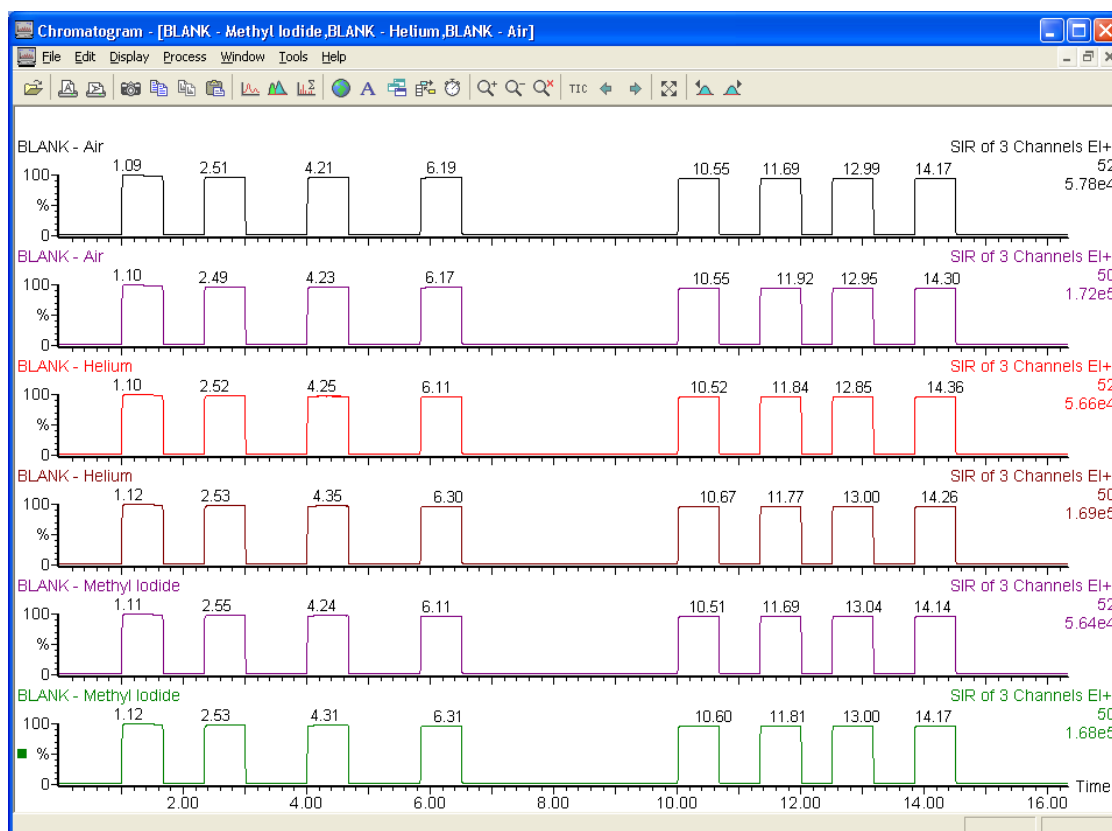 Chromatogram - [BLANK - Methyl Iodide,BLANK - Helium,BLANK - Air]
File Edit Display Process Window Tools Help
TIC
BLANK - Air SIR of 3 Channels EI+
52
5.78e4
1.09 2.51 4.21 6.19 10.55 11.69 12.99 14.17
100
%
0
BLANK - Air SIR of 3 Channels EI+
50
1.72e5
1.10 2.49 4.23 6.17 10.55 11.92 12.95 14.30
100
%
0
BLANK - Helium SIR of 3 Channels EI+
52
5.66e4
1.10 2.52 4.25 6.11 10.52 11.84 12.85 14.36
100
%
0
BLANK - Helium SIR of 3 Channels EI+
50
1.69e5
1.12 2.53 4.35 6.30 10.67 11.77 13.00 14.26
100
%
0
BLANK - Methyl Iodide SIR of 3 Channels EI+
52
5.64e4
1.11 2.55 4.24 6.11 10.51 11.69 13.04 14.14
100
%
0
BLANK - Methyl Iodide SIR of 3 Channels EI+
50
1.68e5
1.12 2.53 4.31 6.31 10.60 11.81 13.00 14.17
100
%
0
Time
2.00 4.00 6.00 8.00 10.00 12.00 14.00 16.00